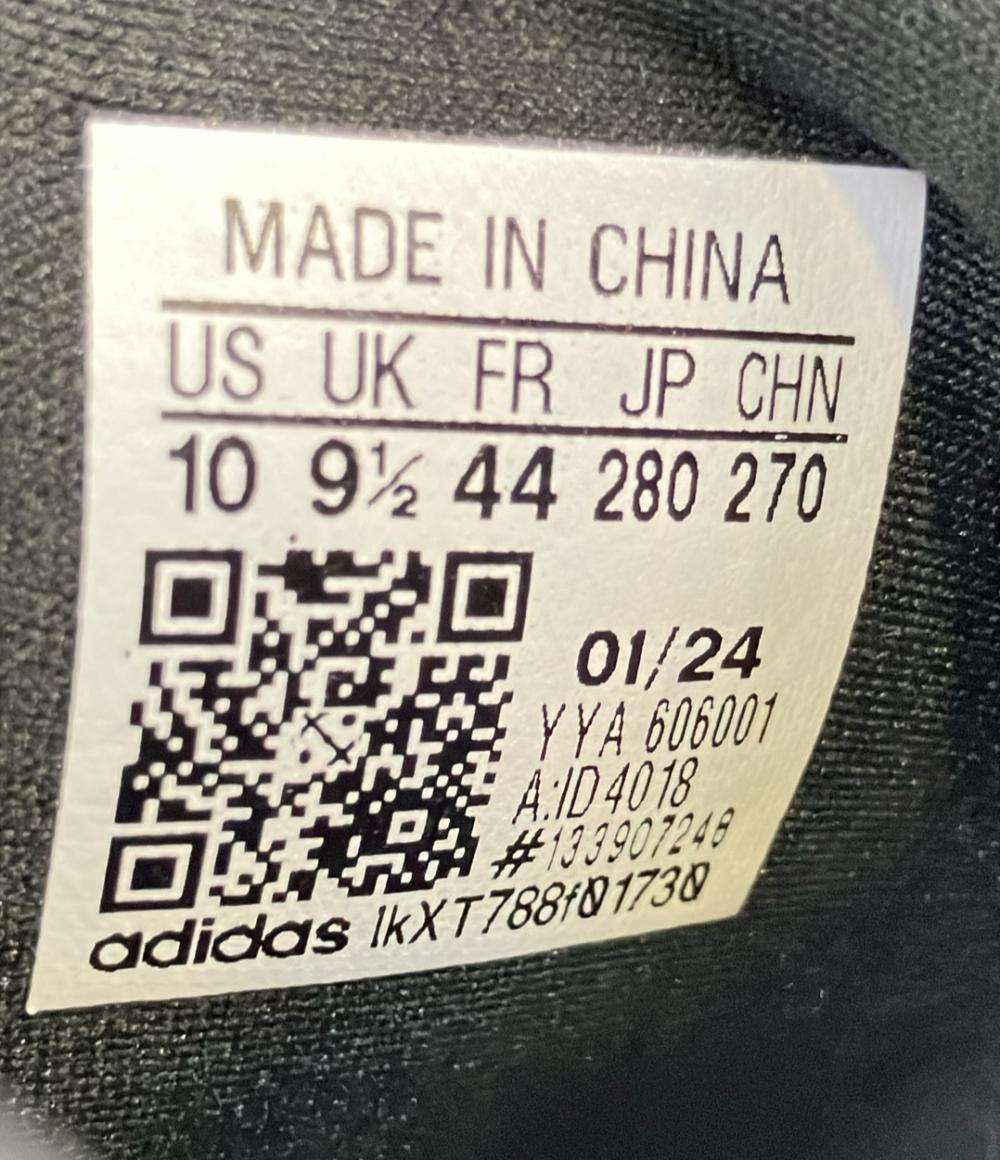 MADE IN CHINA
US UK FR JP CHN
10 9½ 44 280 270
01/24
YYA 606001
A:ID4018
#133907248
adidas lkXT788f01730